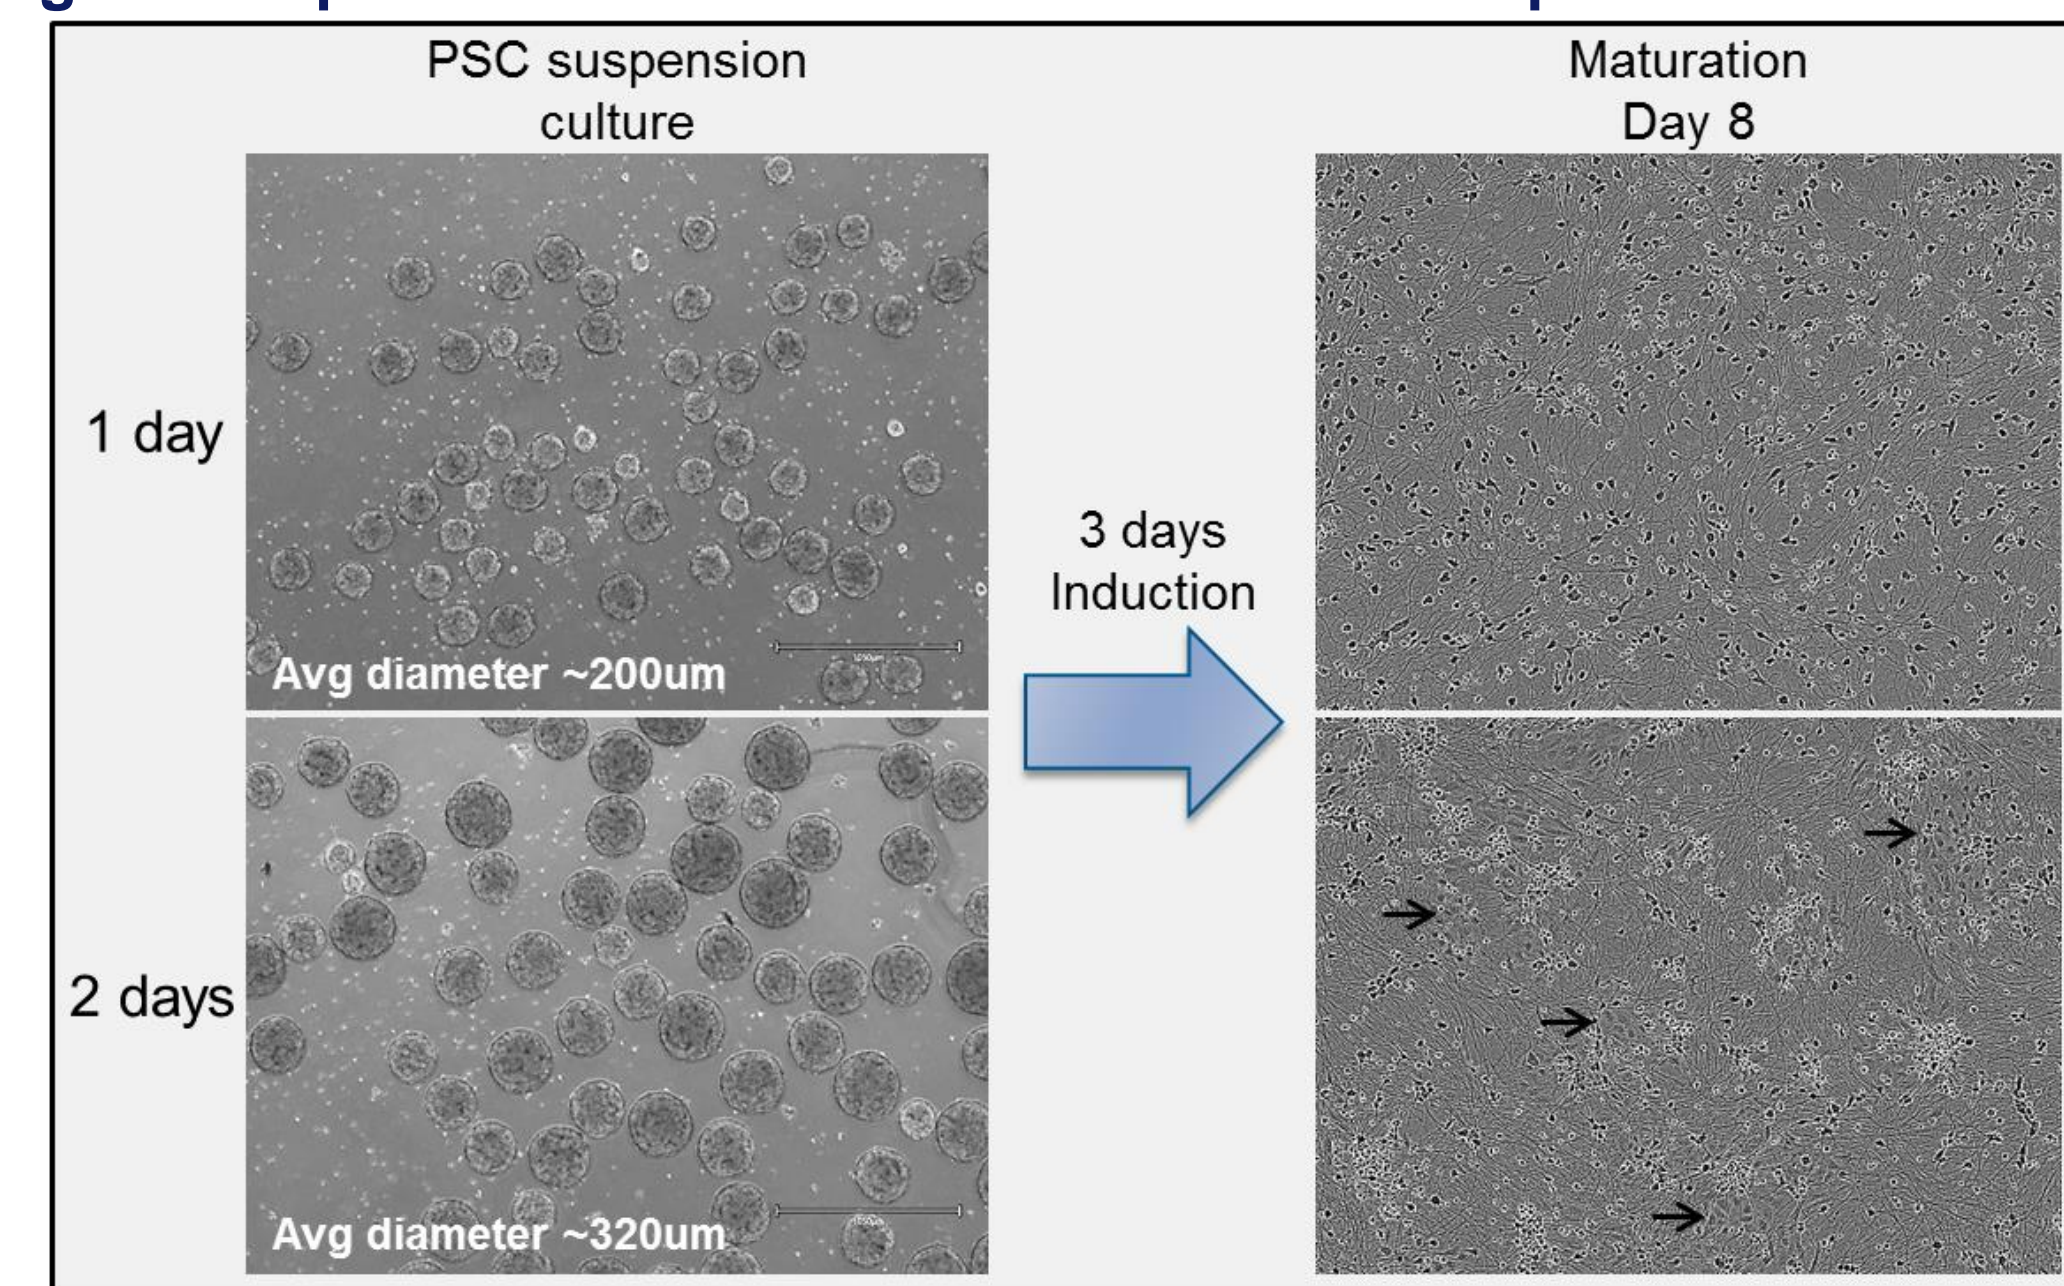 PSC suspension
culture
Maturation
Day 8
1 day
Avg diameter ~200um
3 days
Induction
2 days
Avg diameter ~320um